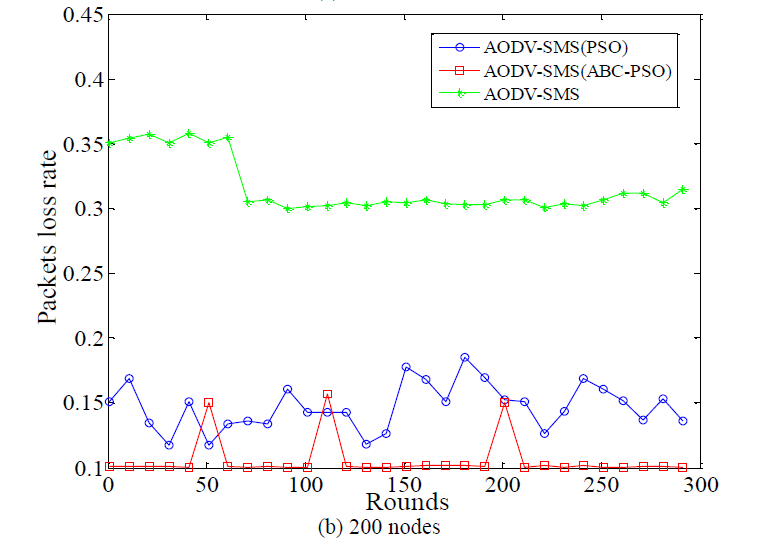 0.45
0.4
0.35
0.3
0.25
0.2
0.15
0.1
Packets loss rate
AODV-SMS(PSO)
AODV-SMS(ABC-PSO)
AODV-SMS
0 50 100 150 200 250 300
Rounds
(b) 200 nodes